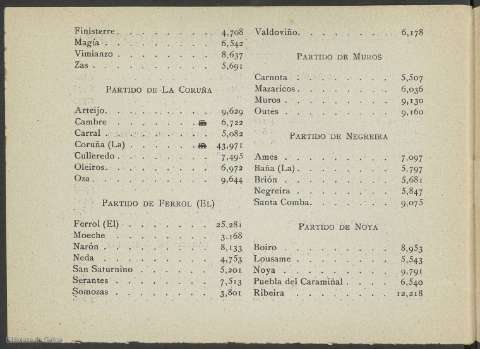 Finisterre. . . . . . . . . . 4,708
Magía . . . . . . . . . . 6,542
Vimianzo . . . . . . . . . 8,637
Zas . . . . . . . . . . . 5,691
PARTIDO DE LA CORUÑA
Arteijo. . . . . . . . . . 9,629
Cambre . . . . . . . . 6,722
Carral . . . . . . . . . . 5,082
Coruña (La) . . . . . . . 43,971
Culleredo . . . . . . . . . 7,495
Oleiros. . . . . . . . . . 6,972
Oza . . . . . . . . . . . 9,644
PARTIDO DE FERROL (EL)
Ferrol (El) . . . . . . . . . 25,281
Moeche . . . . . . . . . 3,168
Narón . . . . . . . . . . 8,133
Neda . . . . . . . . . . 4,753
San Saturnino . . . . . . . 5,201
Serantes . . . . . . . . . 7,513
Somozas . . . . . . . . . 3,801
Valdoviño. . . . . . . . . 6,178
PARTIDO DE MUROS
Carnota . . . . . . . . . 5,507
Mazaricos. . . . . . . . . 6,036
Muros . . . . . . . . . . 9,130
Outes . . . . . . . . . . 9,160
PARTIDO DE NEGREIRA
Ames . . . . . . . . . . 7,097
Baña (La). . . . . . . . . 5,797
Brión . . . . . . . . . . 5,681
Negreira . . . . . . . . . 5,847
Santa Comba. . . . . . . . 9,075
PARTIDO DE NOYA
Boiro . . . . . . . . . . 8,953
Lousame . . . . . . . . . 5,543
Noya . . . . . . . . . . 9,791
Puebla del Caramiñal . . . . . 6,540
Ribeira . . . . . . . . . 12,218
Biblioteca de Galicia